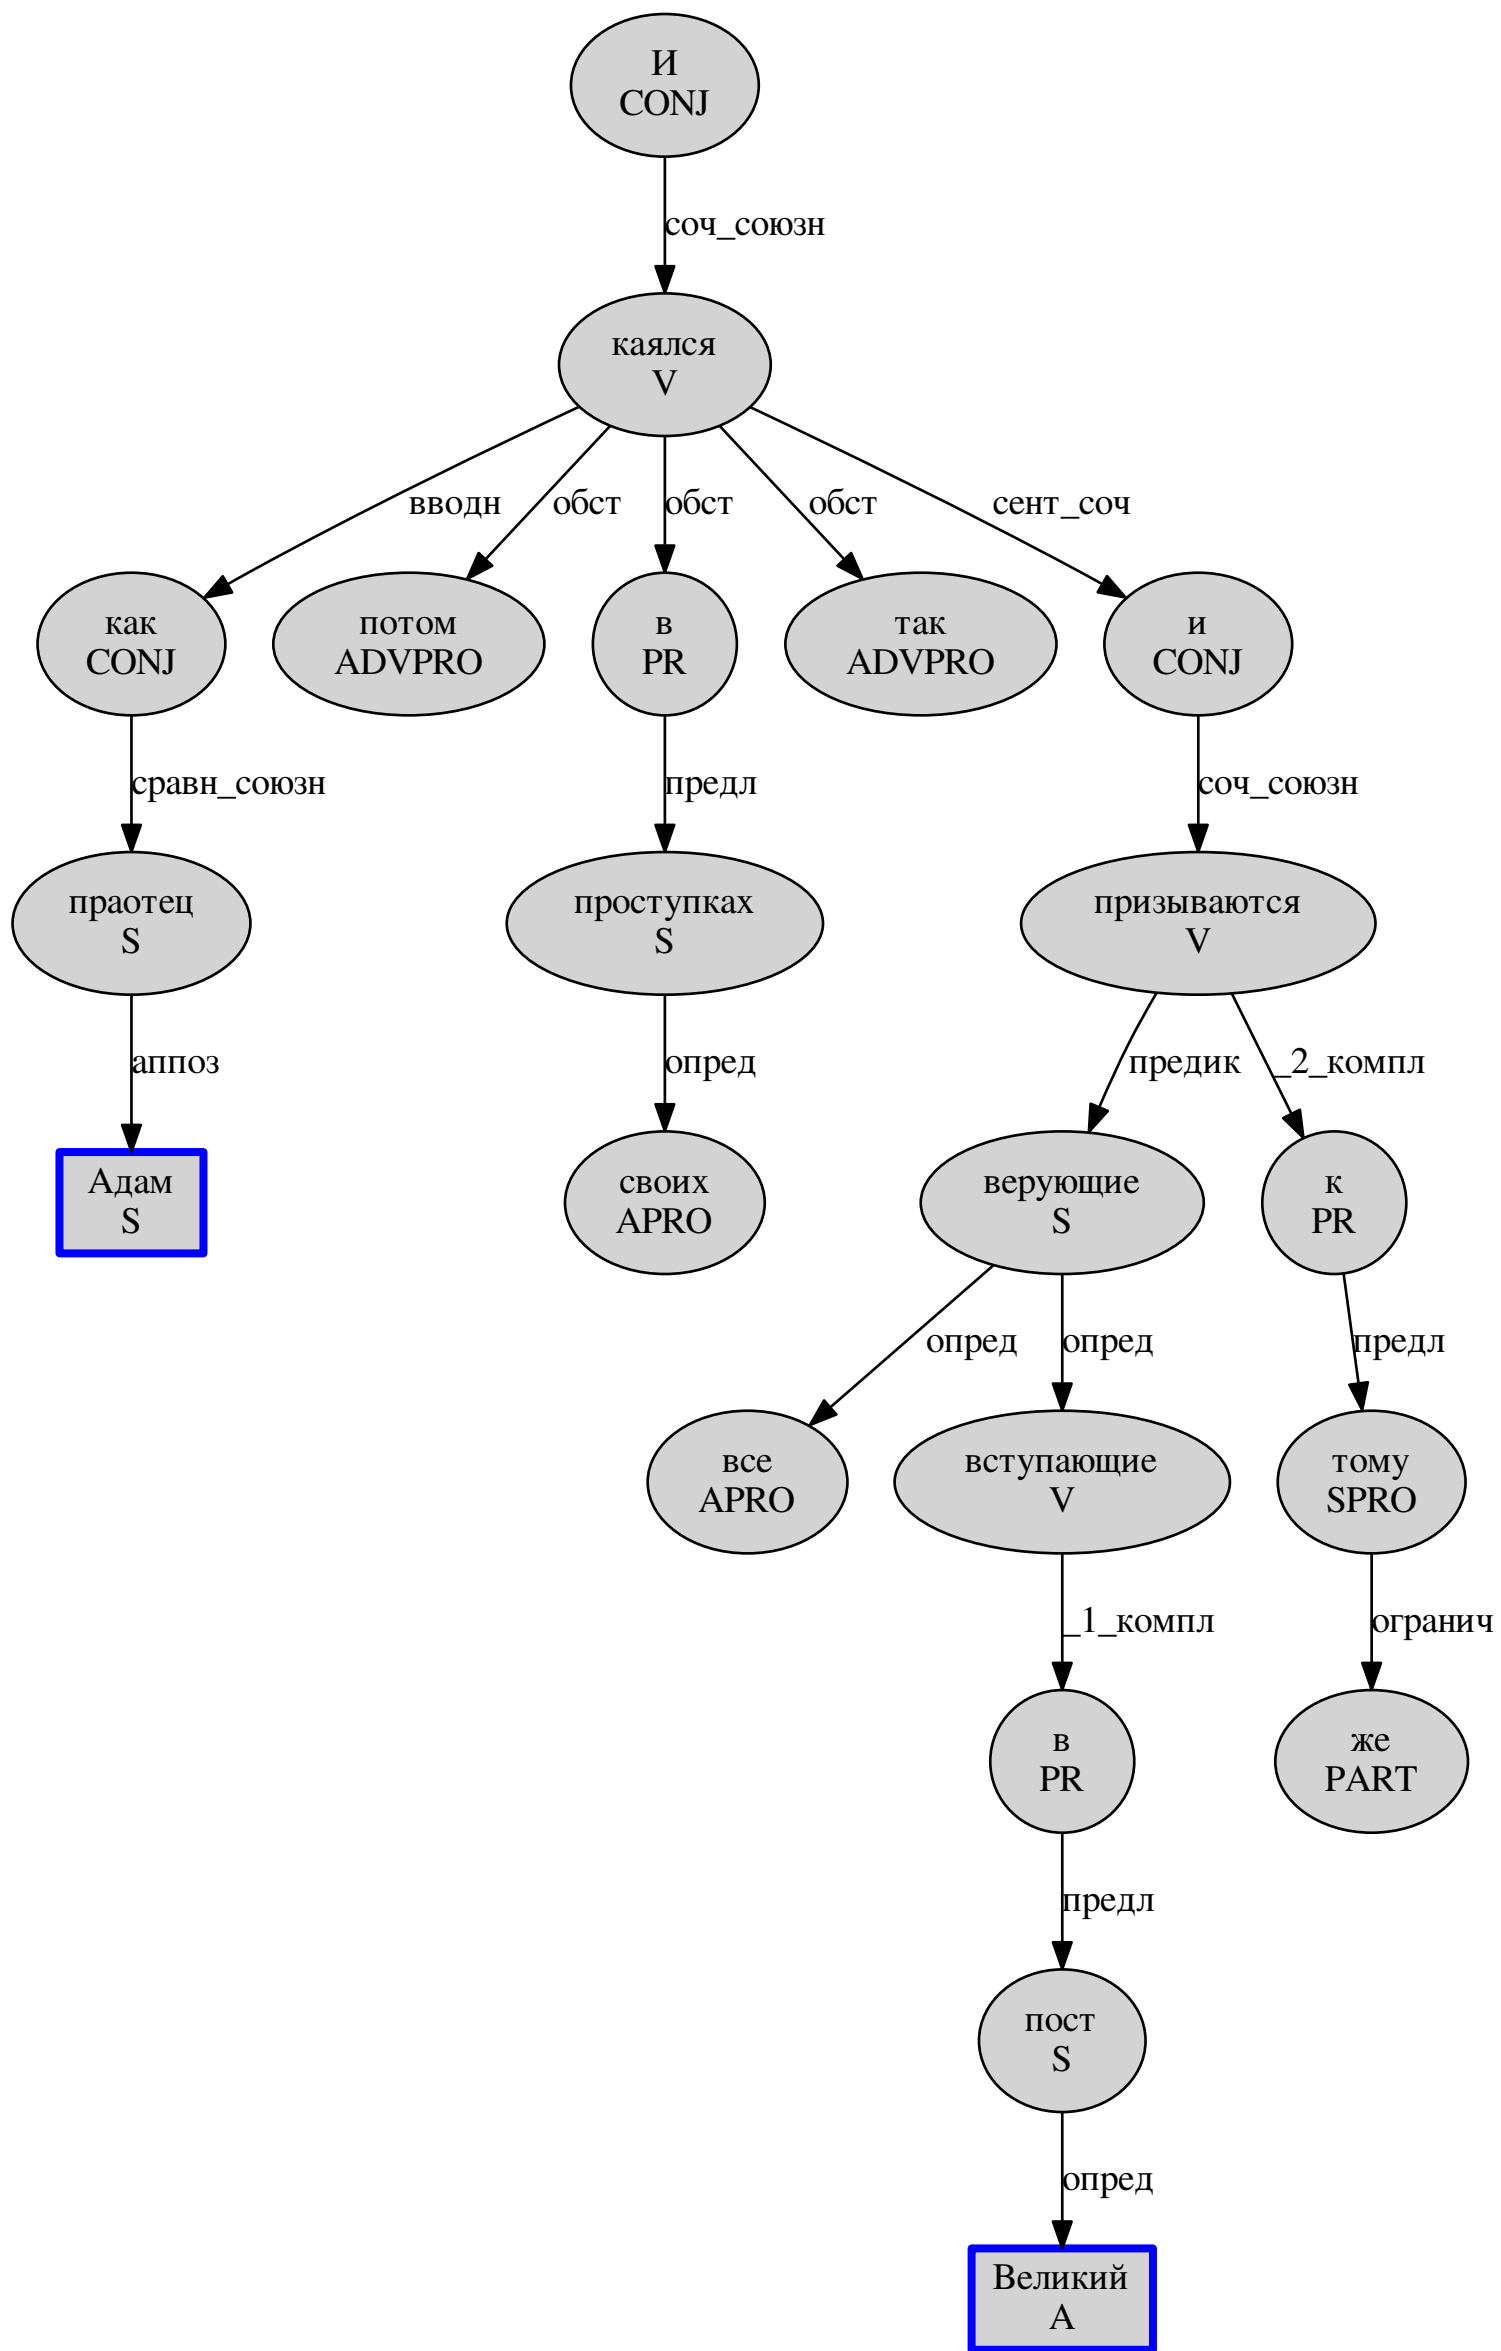 И
CONJ
соч_союзн
каялся
V
вводн
обст
обст
обст
сент_соч
как
CONJ
потом
ADVPRO
в
PR
так
ADVPRO
и
CONJ
сравн_союзн
предл
соч_союзн
праотец
S
проступках
S
призываются
V
аппоз
опред
предик
_2_компл
Адам
S
своих
APRO
верующие
S
к
PR
опред
опред
предл
все
APRO
вступающие
V
тому
SPRO
_1_компл
огранич
в
PR
же
PART
предл
пост
S
опред
Великий
A